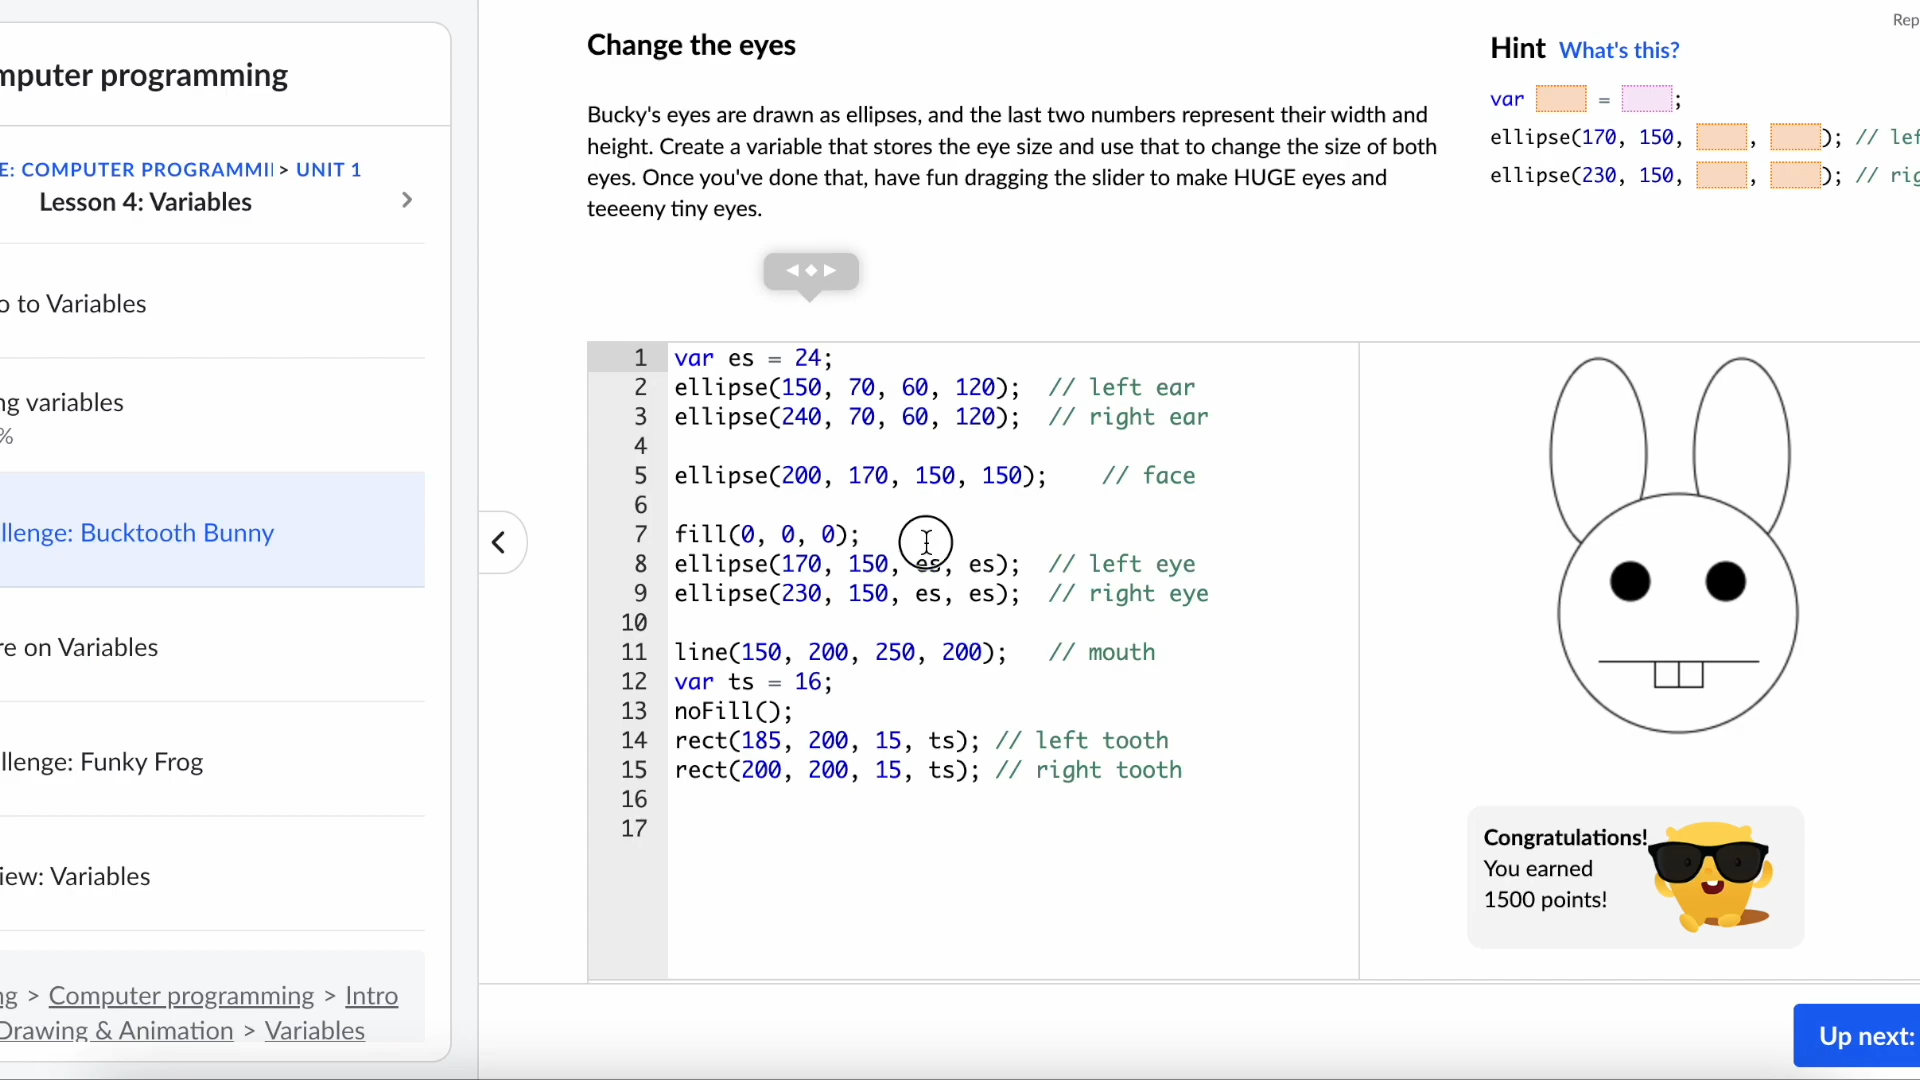 mputer programming
E: COMPUTER PROGRAMMI > UNIT 1
Lesson 4: Variables
o to Variables
ng variables
%
llenge: Bucktooth Bunny
re on Variables
llenge: Funky Frog
iew: Variables
ng > Computer programming > Intro
Drawing & Animation > Variables
Change the eyes
Bucky's eyes are drawn as ellipses, and the last two numbers represent their width and
height. Create a variable that stores the eye size and use that to change the size of both
eyes. Once you've done that, have fun dragging the slider to make HUGE eyes and
teeeeny tiny eyes.
Rep
Hint What's this?
var = ;
ellipse(170, 150, , ); // lef
ellipse(230, 150, , ); // rig
1 var es = 24;
2 ellipse(150, 70, 60, 120); // left ear
3 ellipse(240, 70, 60, 120); // right ear
4
5 ellipse(200, 170, 150, 150); // face
6
7 fill(0, 0, 0);
8 ellipse(170, 150, es, es); // left eye
9 ellipse(230, 150, es, es); // right eye
10
11 line(150, 200, 250, 200); // mouth
12 var ts = 16;
13 noFill();
14 rect(185, 200, 15, ts); // left tooth
15 rect(200, 200, 15, ts); // right tooth
16
17
Congratulations!
You earned
1500 points!
Up next: